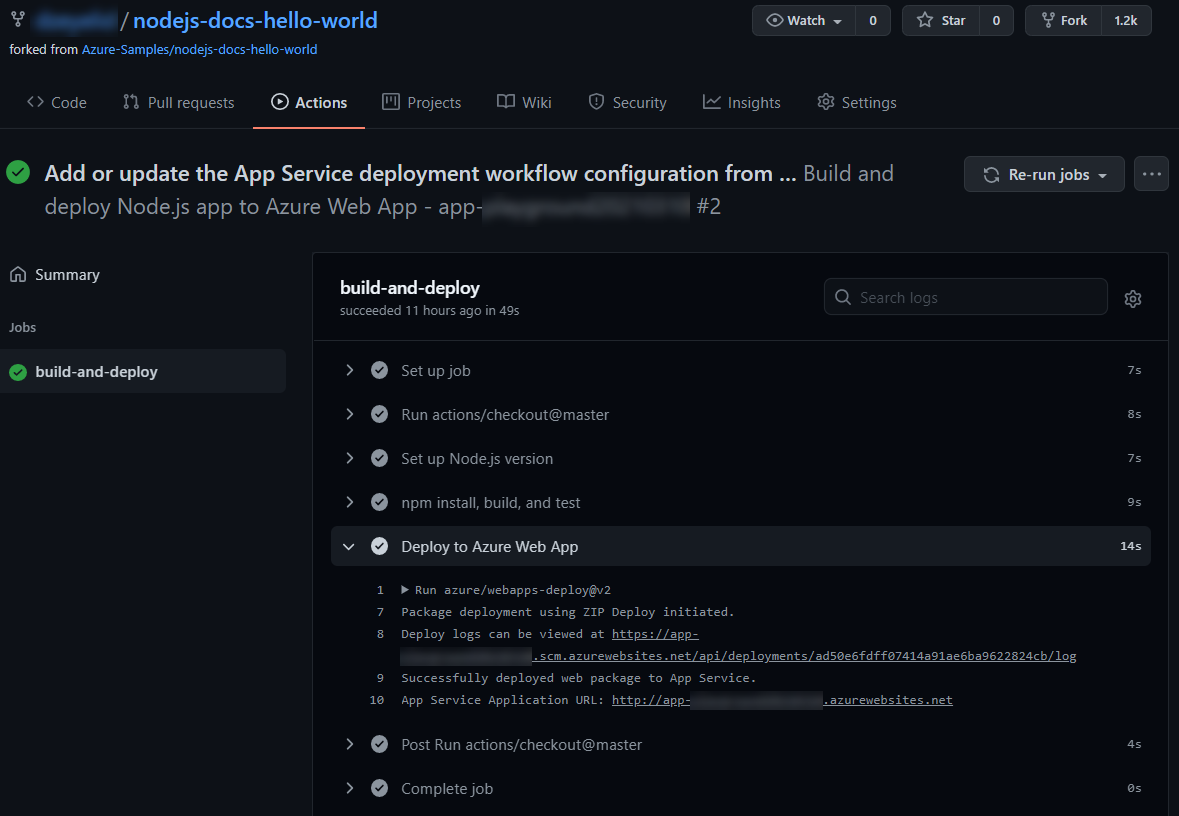 / nodejs-docs-hello-world
Watch 0 Star 0 Fork 1.2k
forked from Azure-Samples/nodejs-docs-hello-world
Code Pull requests Actions Projects Wiki Security Insights Settings
Add or update the App Service deployment workflow configuration from ... Build and
deploy Node.js app to Azure Web App - app- #2
Re-run jobs
Summary
Jobs
build-and-deploy
build-and-deploy
succeeded 11 hours ago in 49s
Search logs
Set up job 7s
Run actions/checkout@master 8s
Set up Node.js version 7s
npm install, build, and test 9s
Deploy to Azure Web App 14s
1 Run azure/webapps-deploy@v2
7 Package deployment using ZIP Deploy initiated.
8 Deploy logs can be viewed at https://app-
.scm.azurewebsites.net/api/deployments/ad50e6fdff07414a91ae6ba9622824cb/log
9 Successfully deployed web package to App Service.
10 App Service Application URL: http://app- .azurewebsites.net
Post Run actions/checkout@master 4s
Complete job 0s